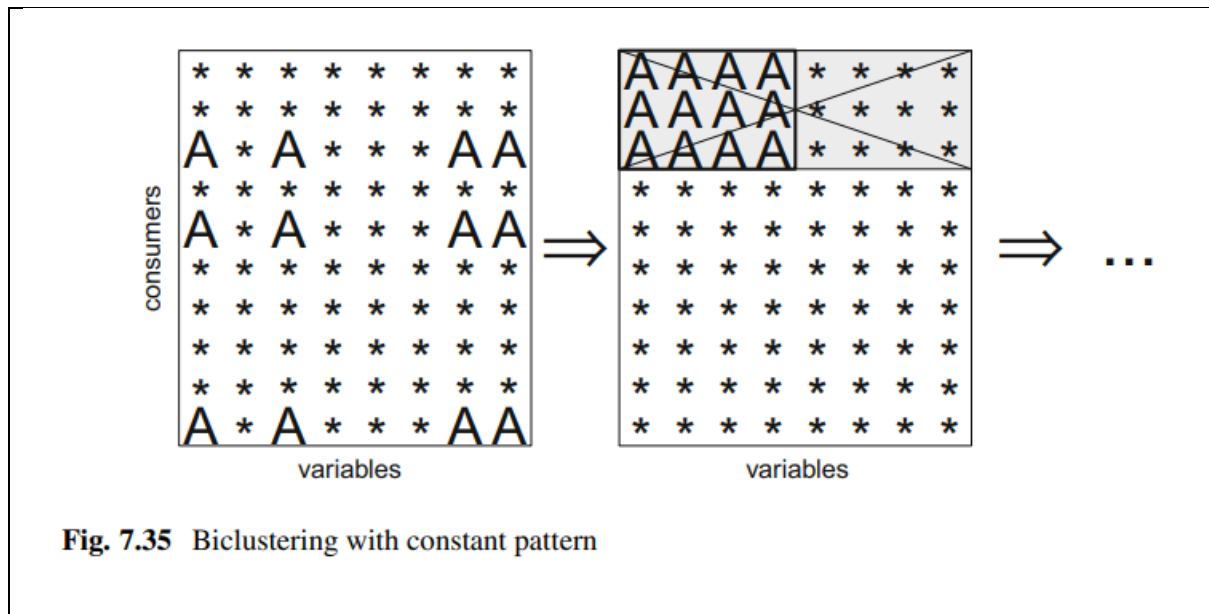 * * * * * * * *
* * * * * * * *
A * A * * * A A
* * * * * * * *
A * A * * * A A
* * * * * * * *
* * * * * * * *
* * * * * * * *
* * * * * * * *
A * A * * * A A
consumers
variables
⇒
A A A A * * * *
A A A A * * * *
A A A A * * * *
* * * * * * * *
* * * * * * * *
* * * * * * * *
* * * * * * * *
* * * * * * * *
* * * * * * * *
* * * * * * * *
variables
⇒ ...
Fig. 7.35 Biclustering with constant pattern